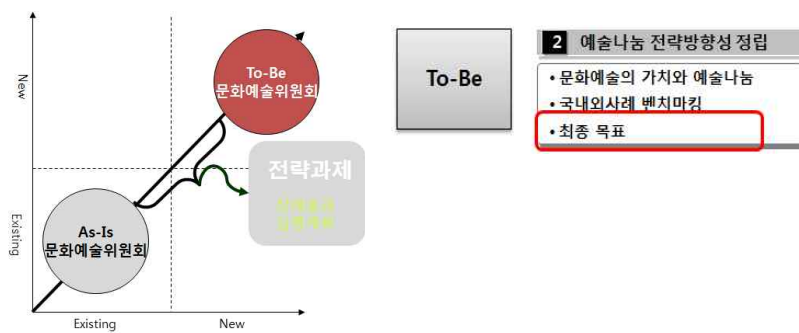 New
Existing
To-Be
문화예술위원회
전략과제
As-Is
문화예술위원회
Existing
New
To-Be
2 예술나눔 전략방향성 정립
• 문화예술의 가치와 예술나눔
• 국내외사례 벤치마킹
• 최종 목표